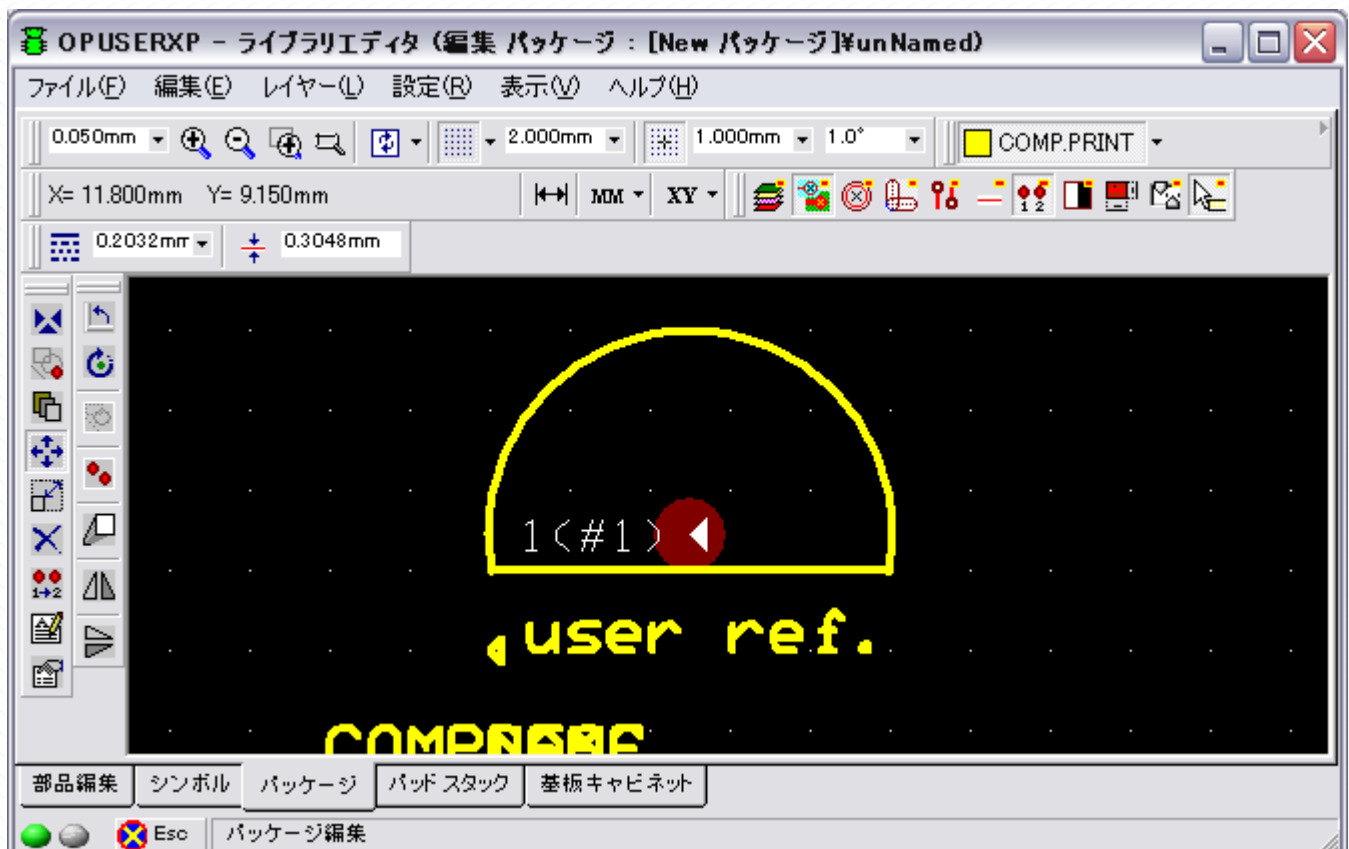 OPUSERXP - ライブラリエディタ (編集 パッケージ : [New パッケージ]¥unNamed)
ファイル(F) 編集(E) レイヤー(L) 設定(R) 表示(V) ヘルプ(H)
0.050mm 2.000mm 1.000mm 1.0° COMP.PRINT
X= 11.800mm Y= 9.150mm MM XY 1 2
0.2032mm 0.3048mm
1(#1)
1→2
user ref.
部品編集 シンボル パッケージ パッド スタック 基板キャビネット
Esc パッケージ編集